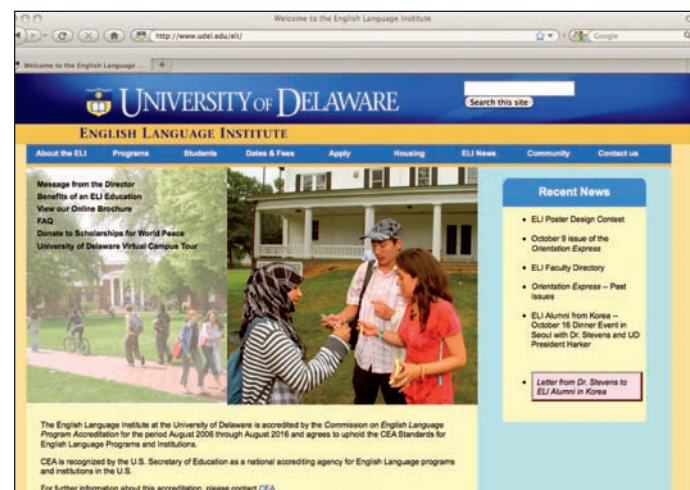 Welcome to the English Language Institute
http://www.udel.edu/eli/
Google
Welcome to the English Language ...
UNIVERSITY OF DELAWARE
Search this site
ENGLISH LANGUAGE INSTITUTE
About the ELI Programs Students Dates & Fees Apply Housing ELI News Community Contact us
Message from the Director
Benefits of an ELI Education
View our Online Brochure
FAQ
Donate to Scholarships for World Peace
University of Delaware Virtual Campus Tour
Recent News
• ELI Poster Design Contest
• October 9 issue of the
Orientation Express
• ELI Faculty Directory
• Orientation Express -- Past
Issues
• ELI Alumni from Korea --
October 16 Dinner Event in
Seoul with Dr. Stevens and UD
President Harker
• Letter from Dr. Stevens to
ELI Alumni in Korea
The English Language Institute at the University of Delaware is accredited by the Commission on English Language
Program Accreditation for the period August 2006 through August 2016 and agrees to uphold the CEA Standards for
English Language Programs and Institutions.
CEA is recognized by the U.S. Secretary of Education as a national accrediting agency for English Language programs
and institutions in the U.S.
For further information about this accreditation, please contact CEA